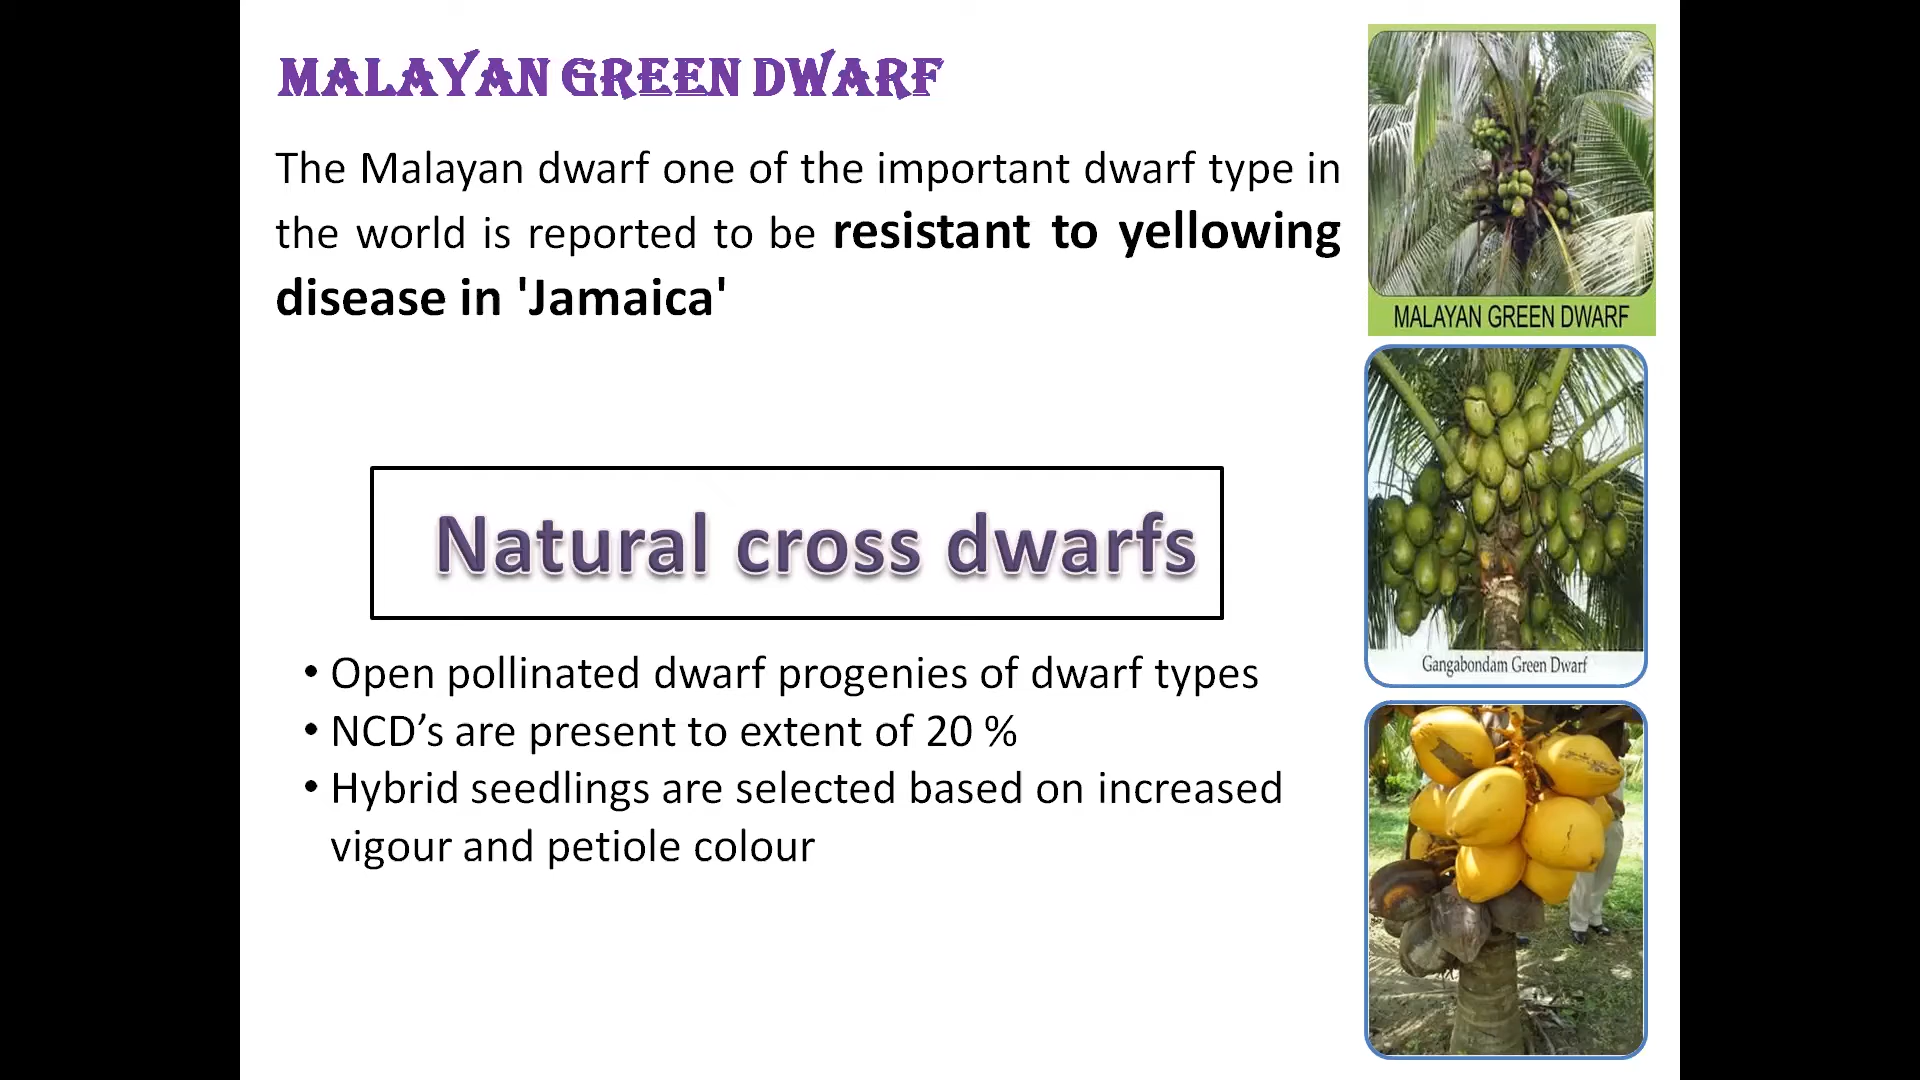 MALAYAN GREEN DWARF
The Malayan dwarf one of the important dwarf type in
the world is reported to be resistant to yellowing
disease in 'Jamaica'
MALAYAN GREEN DWARF
Gangabondam Green Dwarf
Natural cross dwarfs
• Open pollinated dwarf progenies of dwarf types
• NCD’s are present to extent of 20 %
• Hybrid seedlings are selected based on increased
vigour and petiole colour